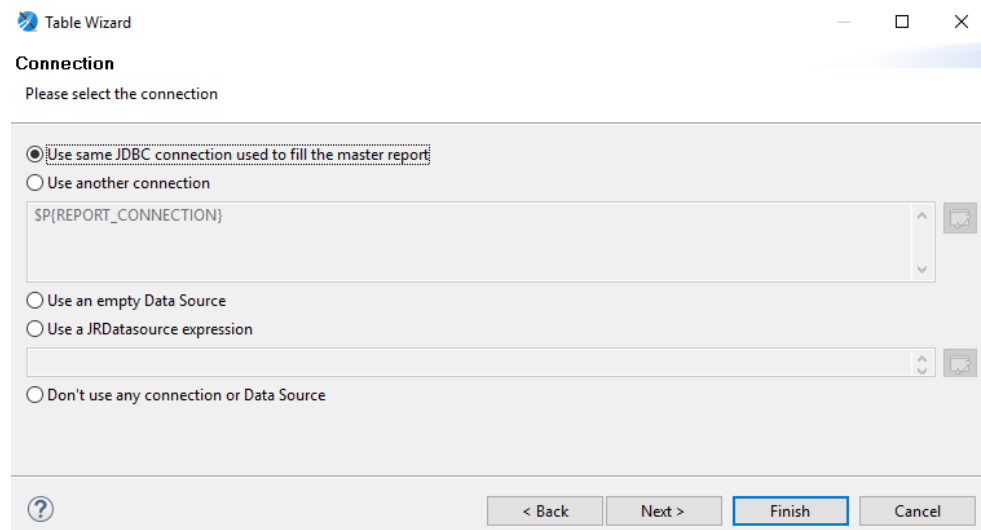 Table Wizard
Connection
Please select the connection
Use same JDBC connection used to fill the master report
Use another connection
$P{REPORT_CONNECTION}
Use an empty Data Source
Use a JRDatasource expression
Don't use any connection or Data Source
? < Back Next > Finish Cancel